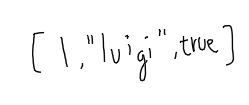 [ 1, "luigi", true ]